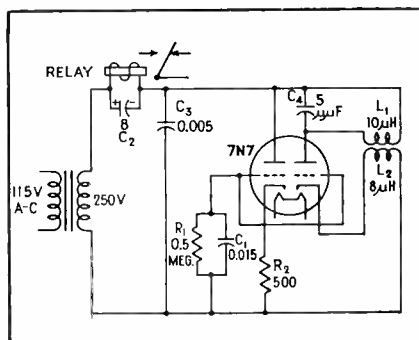 RELAY
+
-
8
C2
C3
0.005
C4
5
μμF
L1
10μH
L2
8μH
7N7
115V
A-C
250V
R1
0.5
MEG.
C1
0.015
R2
500